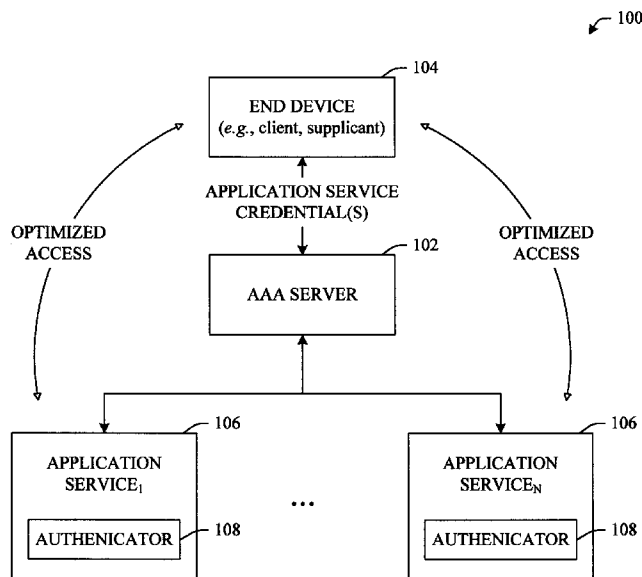 100
104
END DEVICE
(e.g., client, supplicant)
APPLICATION SERVICE
CREDENTIAL(S)
OPTIMIZED
ACCESS
OPTIMIZED
ACCESS
102
AAA SERVER
106
APPLICATION
SERVICE₁
AUTHENICATOR
108
...
106
APPLICATION
SERVICEN
AUTHENICATOR
108